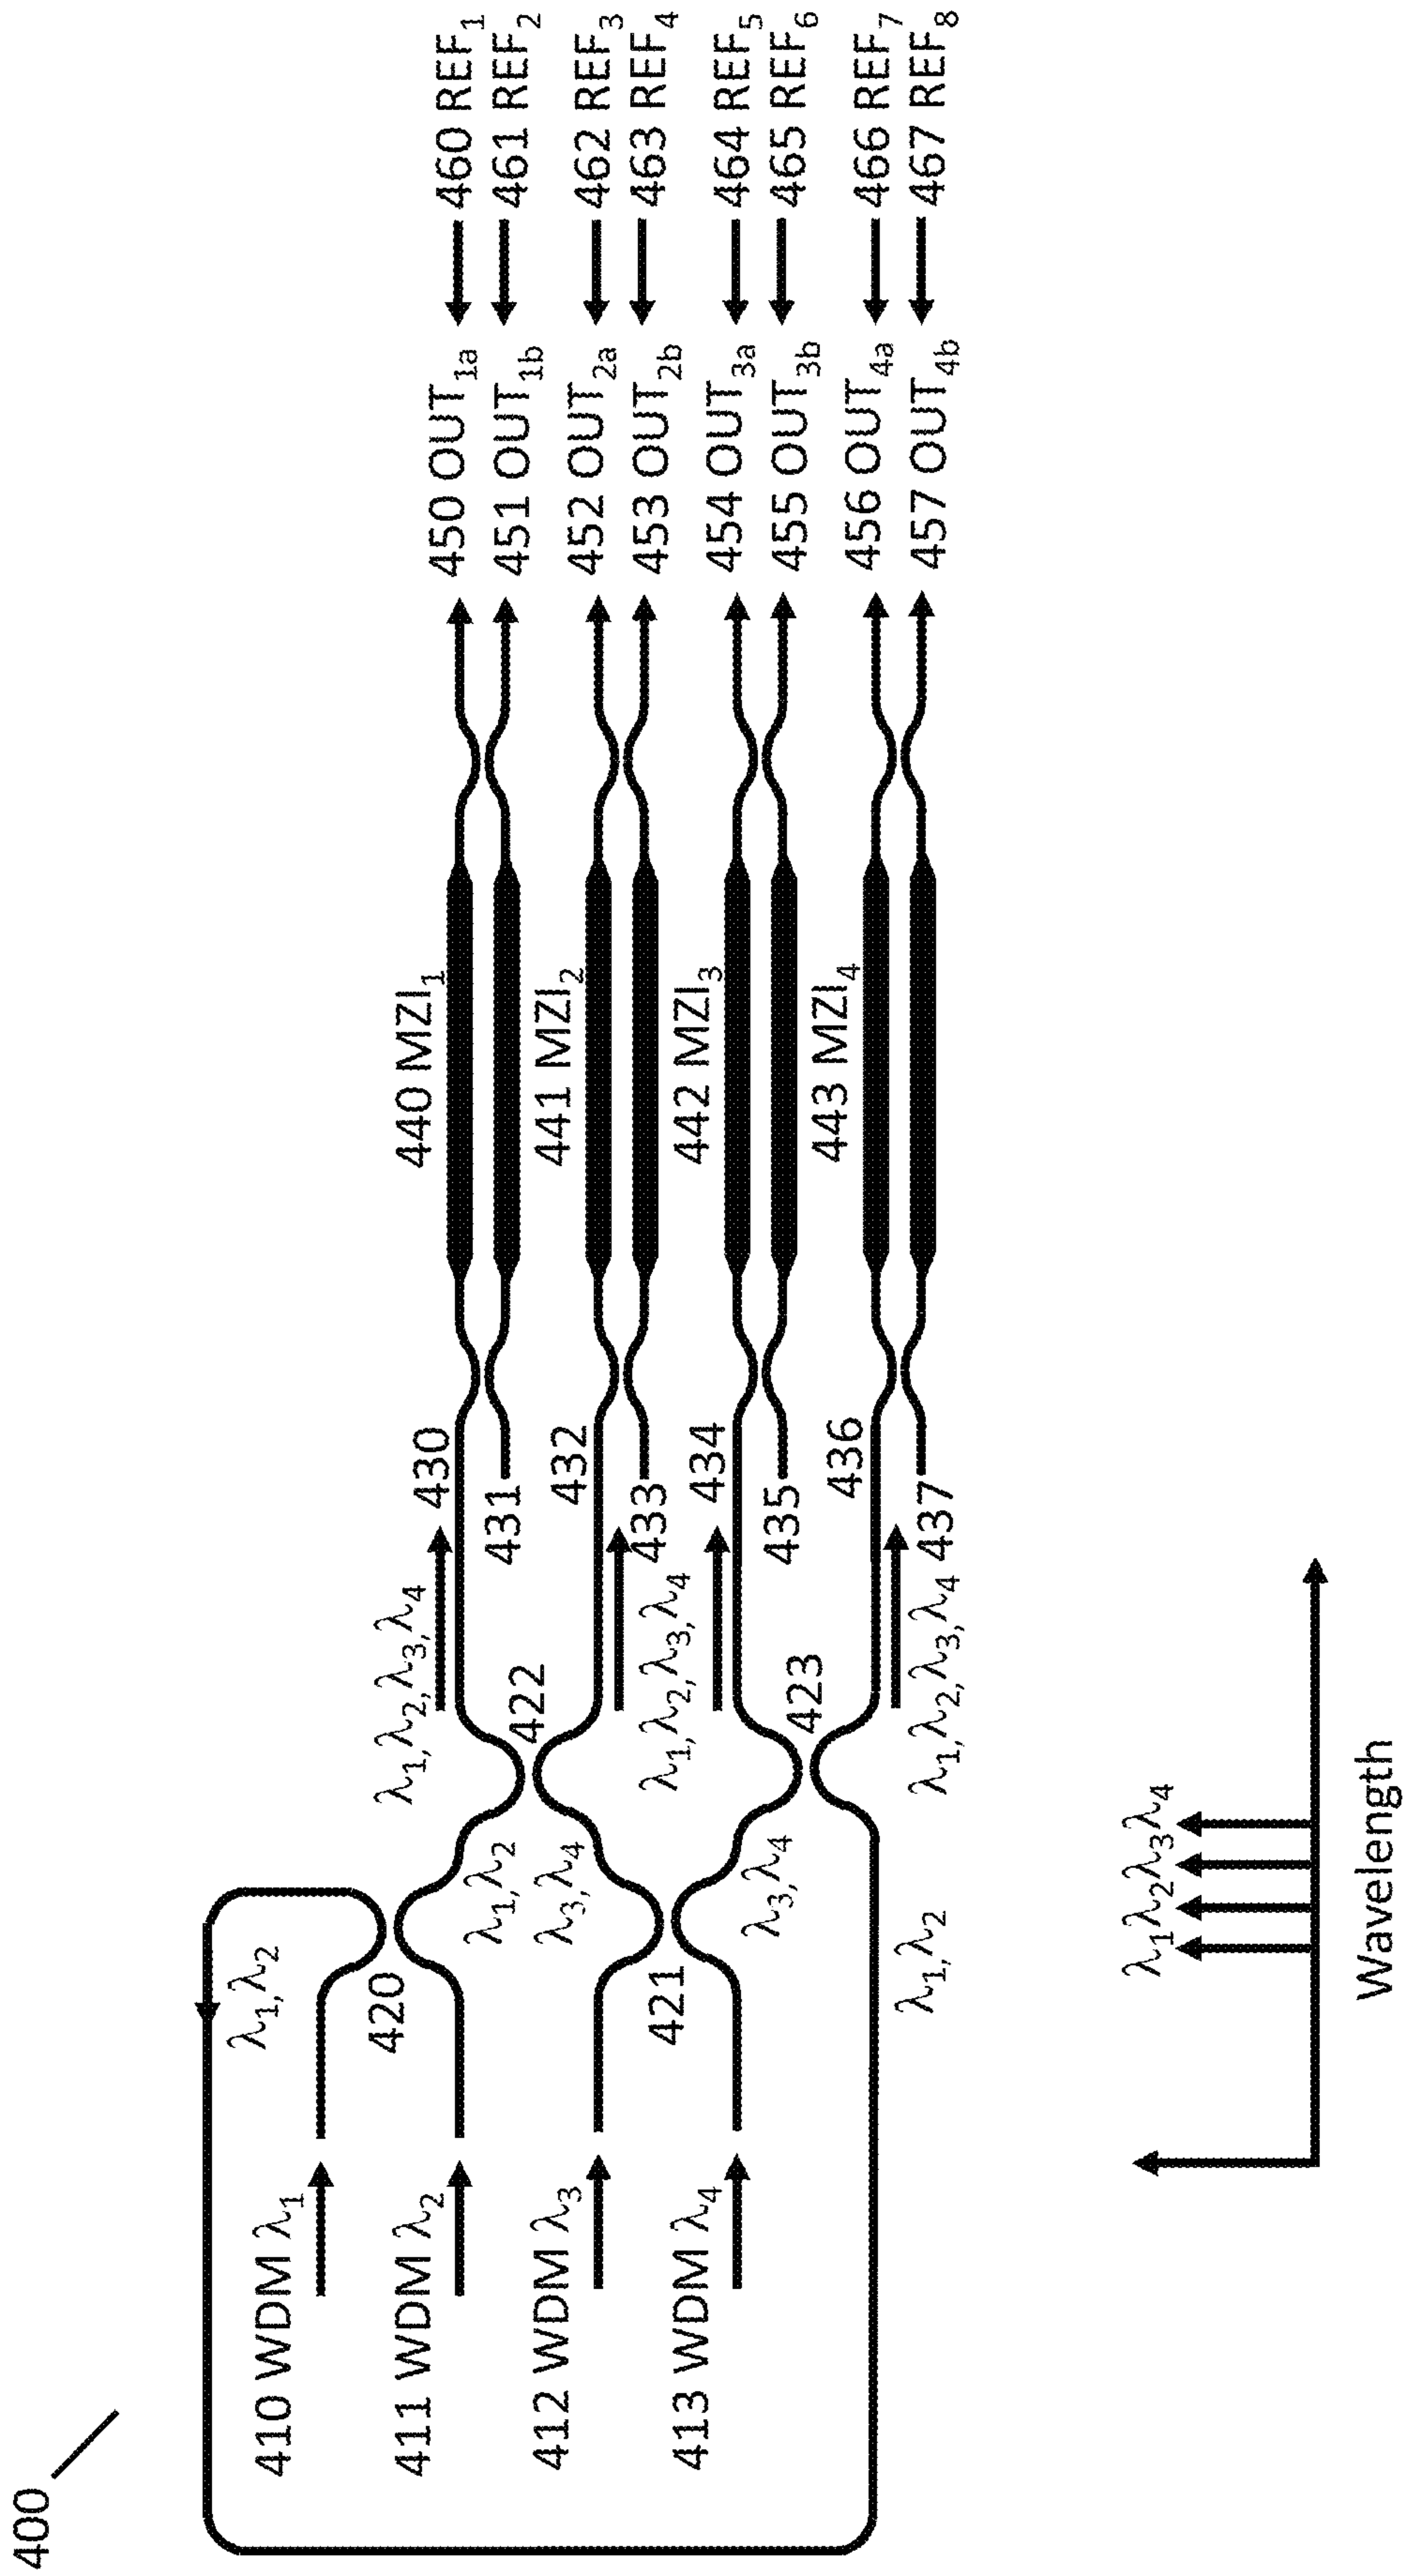 400
410 WDM λ1
411 WDM λ2
412 WDM λ3
413 WDM λ4
λ1,λ2
420
421
λ1,λ2
λ3,λ4
λ3,λ4
λ1,λ2
422
423
λ1,λ2,λ3,λ4
λ1,λ2,λ3,λ4
λ1,λ2,λ3,λ4
430
431
432
433
434
435
436
437
440 MZI1
441 MZI2
442 MZI3
443 MZI4
450 OUT1a
451 OUT1b
452 OUT2a
453 OUT2b
454 OUT3a
455 OUT3b
456 OUT4a
457 OUT4b
460 REF1
461 REF2
462 REF3
463 REF4
464 REF5
465 REF6
466 REF7
467 REF8
λ1λ2λ3λ4
Wavelength